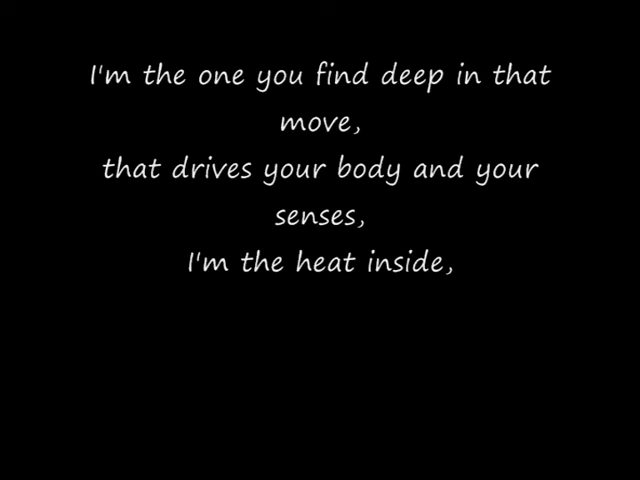 I'm the one you find deep in that
move,
that drives your body and your
senses,
I'm the heat inside,